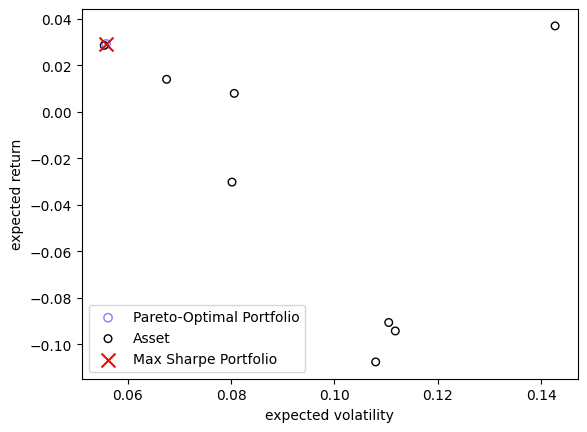 0.04
0.02
0.00
−0.02
−0.04
−0.06
−0.08
−0.10
expected return
Pareto-Optimal Portfolio
Asset
Max Sharpe Portfolio
0.06 0.08 0.10 0.12 0.14
expected volatility